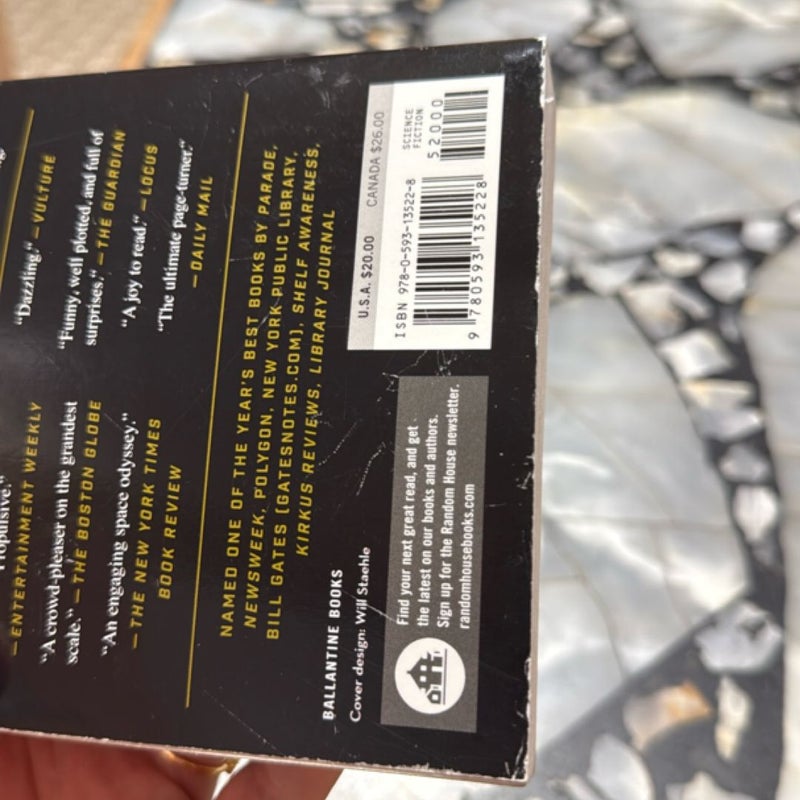 Propulsive."
—ENTERTAINMENT WEEKLY
"A crowd-pleaser on the grandest
scale." —THE BOSTON GLOBE
"An engaging space odyssey."
—THE NEW YORK TIMES
BOOK REVIEW
"Dazzling." —VULTURE
"Funny, well plotted, and full of
surprises." —THE GUARDIAN
"A joy to read." —LOCUS
"The ultimate page-turner."
—DAILY MAIL
NAMED ONE OF THE YEAR'S BEST BOOKS BY PARADE,
NEWSWEEK, POLYGON, NEW YORK PUBLIC LIBRARY,
BILL GATES [GATESNOTES.COM], SHELF AWARENESS,
KIRKUS REVIEWS, LIBRARY JOURNAL
BALLANTINE BOOKS
Cover design: Will Staehle
Find your next great read, and get
the latest on our books and authors.
Sign up for the Random House newsletter.
randomhousebooks.com
U.S.A. $20.00 CANADA $26.00
ISBN 978-0-593-13522-8
9 780593 135228
SCIENCE
FICTION
52000